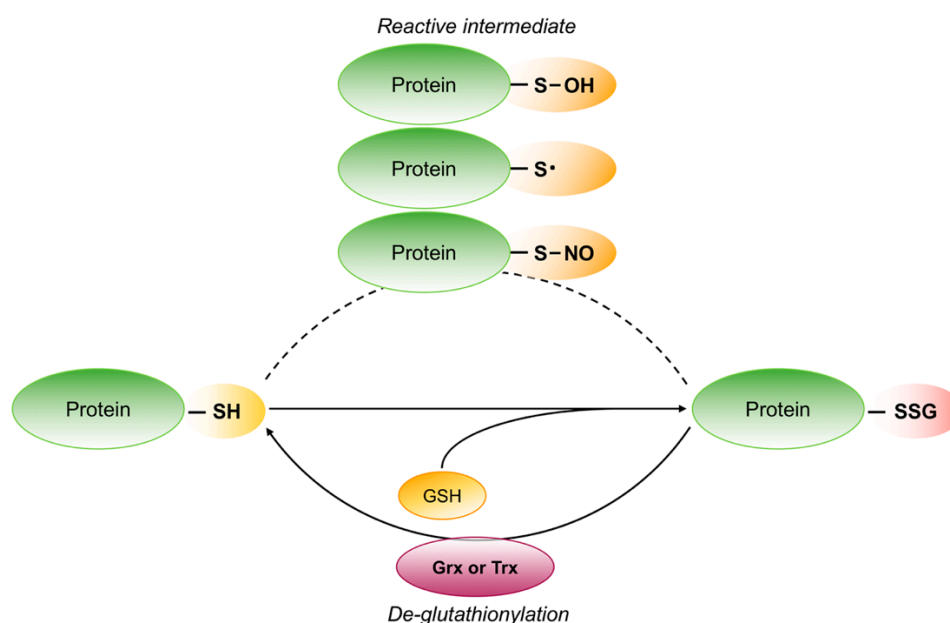 Reactive intermediate
Protein S–OH
Protein S•
Protein S–NO
Protein SH
Protein SSG
GSH
Grx or Trx
De-glutathionylation